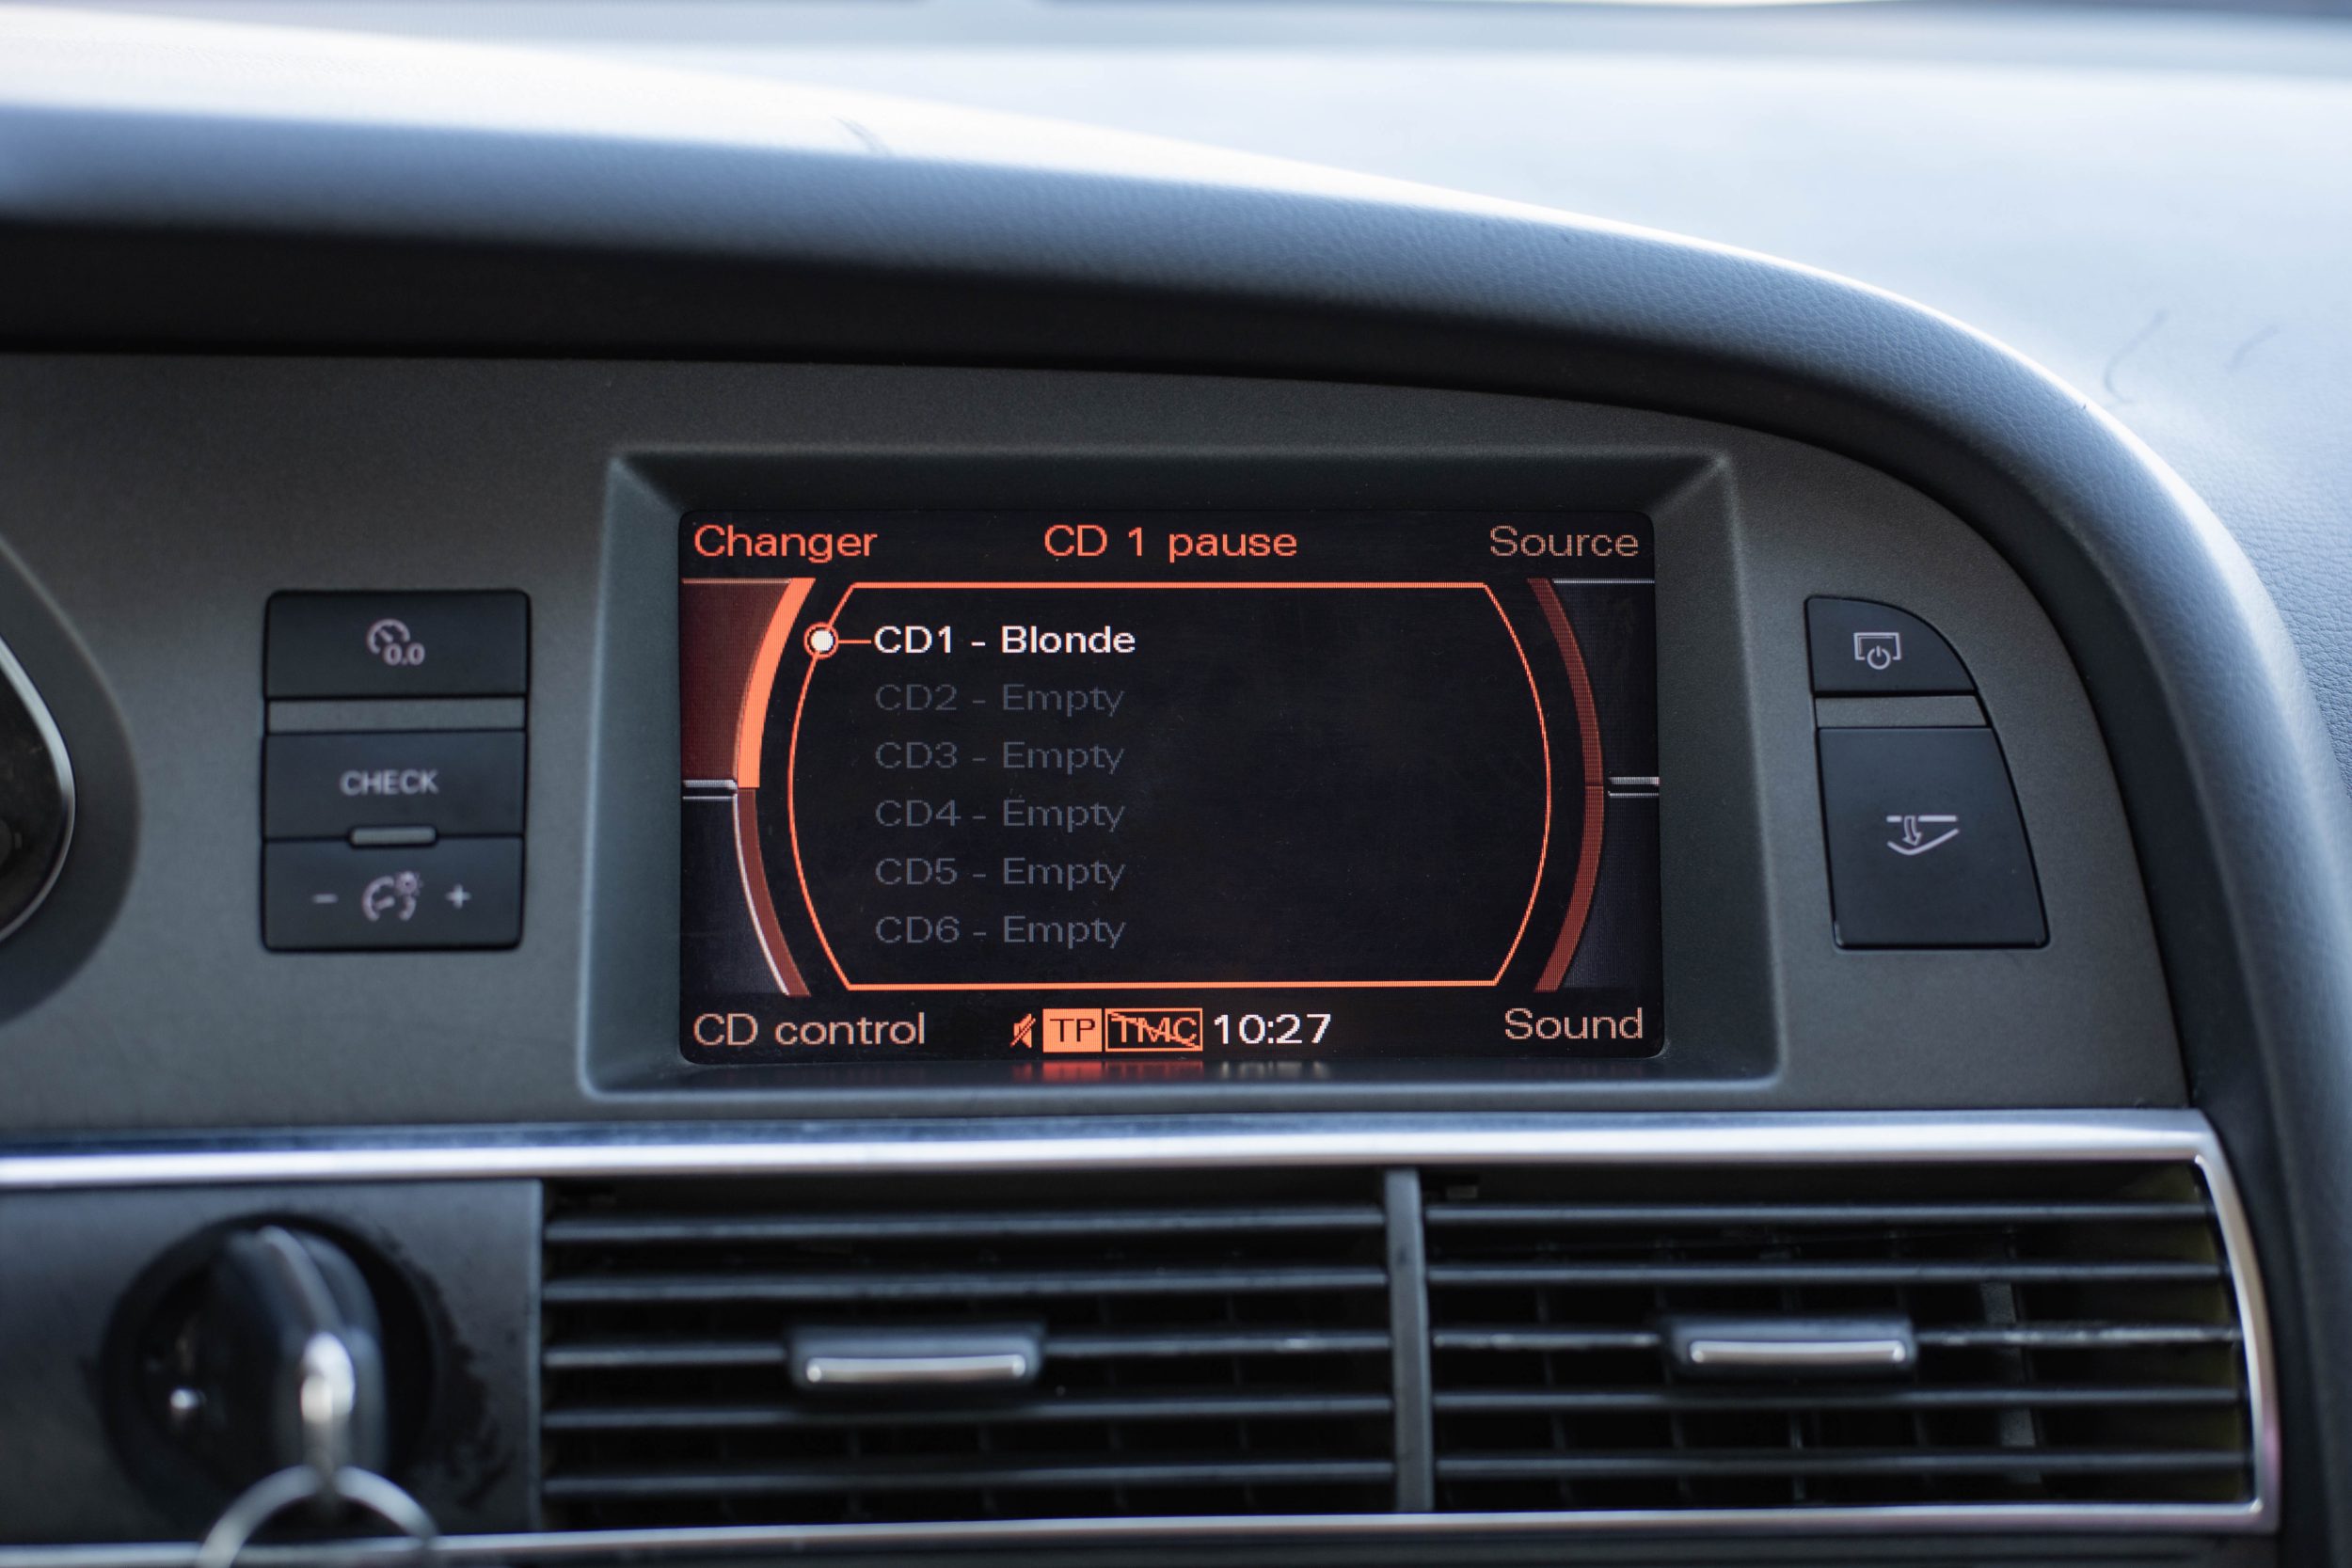 Changer CD 1 pause Source
CD1 - Blonde
CD2 - Empty
CD3 - Empty
CD4 - Empty
CD5 - Empty
CD6 - Empty
CD control TP TMC 10:27 Sound
0.0
CHECK
- +